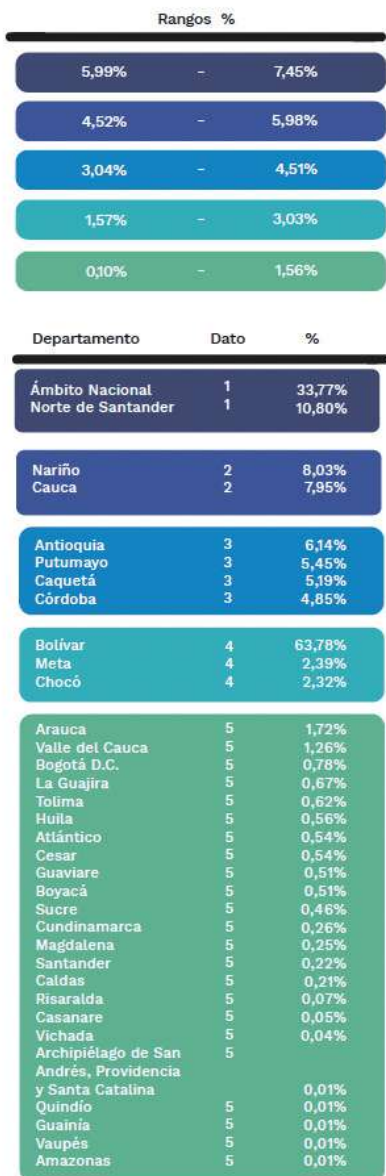 Rangos %
5,99% - 7,45%
4,52% - 5,98%
3,04% - 4,51%
1,57% - 3,03%
0,10% - 1,56%
Departamento Dato %
Ámbito Nacional 1 33,77%
Norte de Santander 1 10,80%
Nariño 2 8,03%
Cauca 2 7,95%
Antioquia 3 6,14%
Putumayo 3 5,45%
Caquetá 3 5,19%
Córdoba 3 4,85%
Bolívar 4 63,78%
Meta 4 2,39%
Chocó 4 2,32%
Arauca 5 1,72%
Valle del Cauca 5 1,26%
Bogotá D.C. 5 0,78%
La Guajira 5 0,67%
Tolima 5 0,62%
Huila 5 0,56%
Atlántico 5 0,54%
Cesar 5 0,54%
Guaviare 5 0,51%
Boyacá 5 0,51%
Sucre 5 0,46%
Cundinamarca 5 0,26%
Magdalena 5 0,25%
Santander 5 0,22%
Caldas 5 0,21%
Risaralda 5 0,07%
Casanare 5 0,05%
Vichada 5 0,04%
Archipiélago de San 5
Andrés, Providencia
y Santa Catalina 0,01%
Quindío 5 0,01%
Guainía 5 0,01%
Vaupés 5 0,01%
Amazonas 5 0,01%